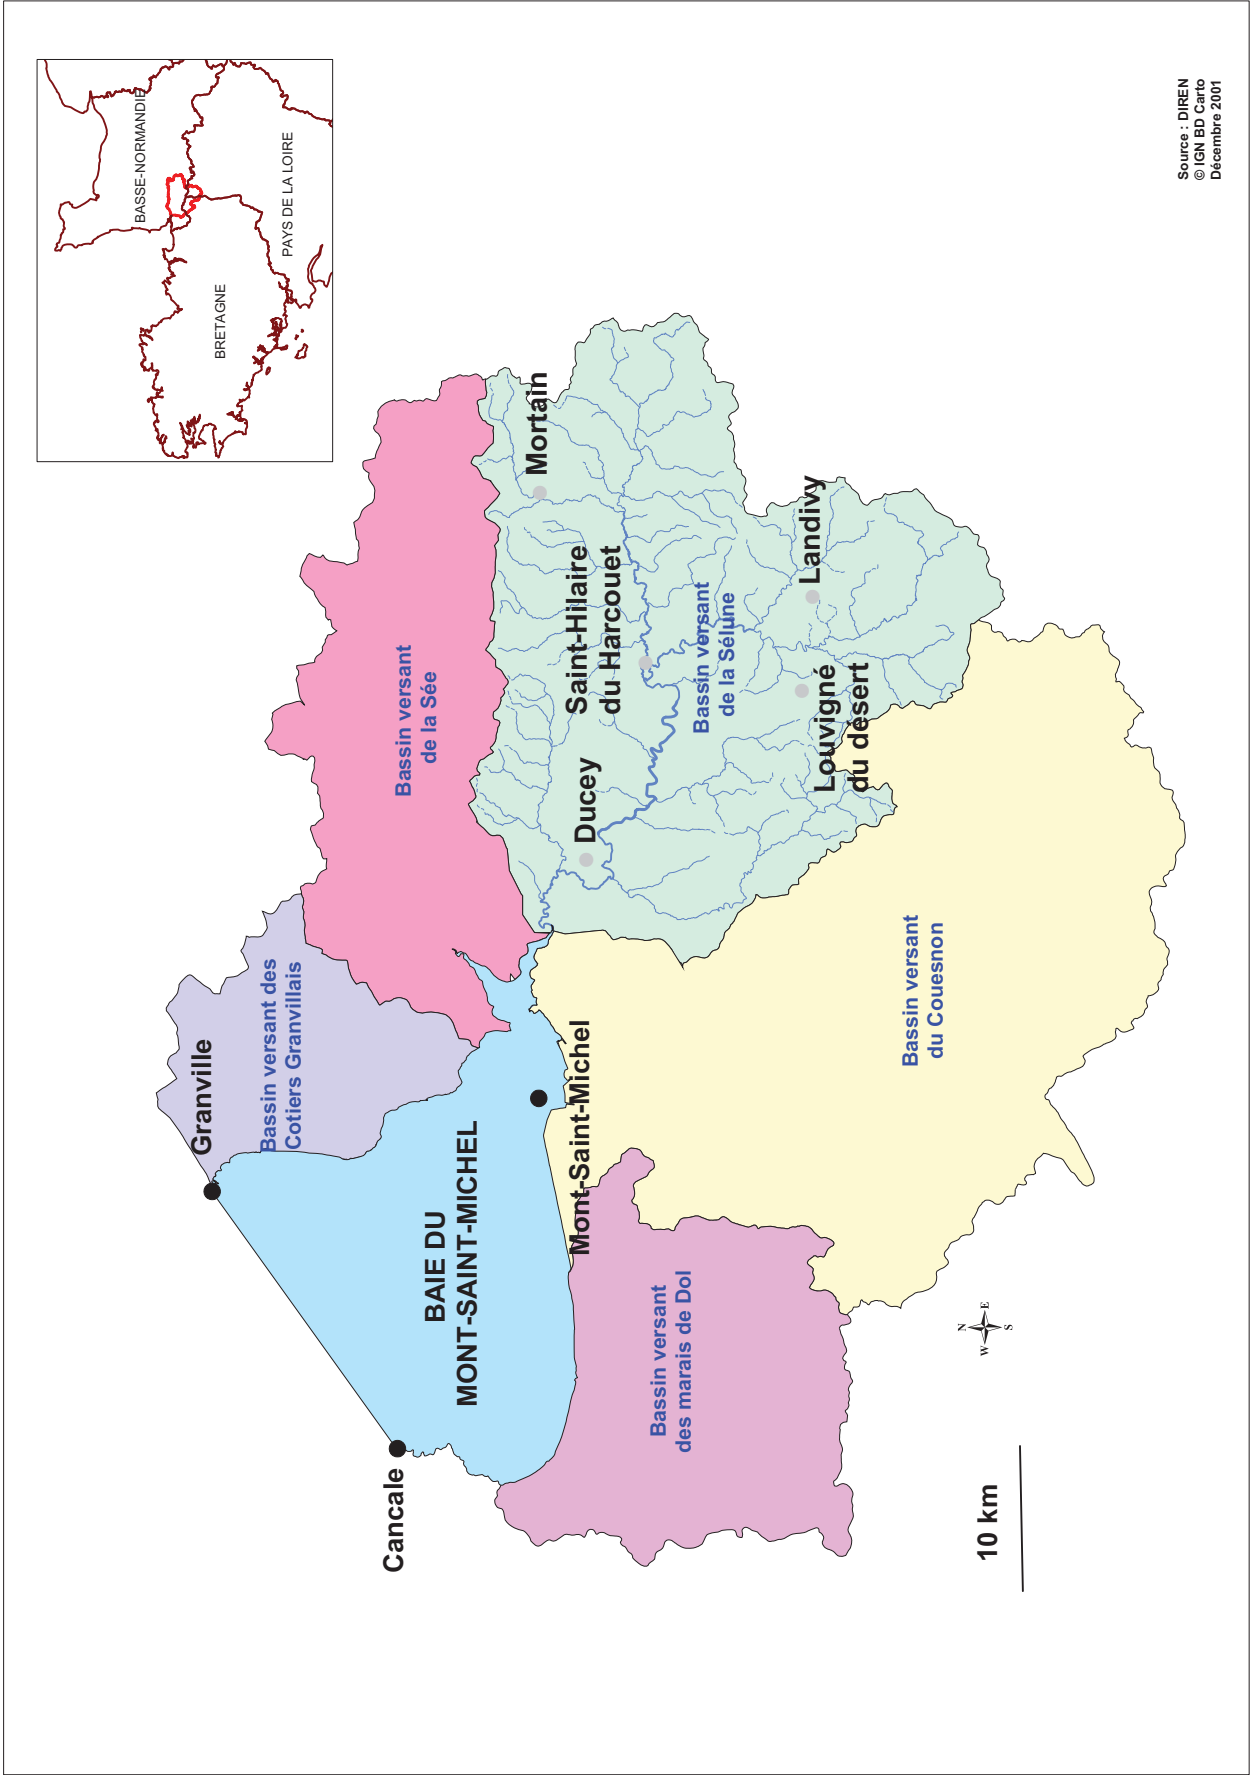 BASSE-NORMANDIE
BRETAGNE
PAYS DE LA LOIRE
Granville
Bassin versant des
Cotiers Granvillais
Bassin versant
de la Sée
Cancale
BAIE DU
MONT-SAINT-MICHEL
Mont-Saint-Michel
Ducey
Saint-Hilaire
du Harcouet
Mortain
Bassin versant
de la Sélune
Bassin versant
des marais de Dol
Louvigné
du désert
Landivy
Bassin versant
du Couesnon
N
W
E
S
10 km
Source : DIREN
© IGN BD Carto
Décembre 2001